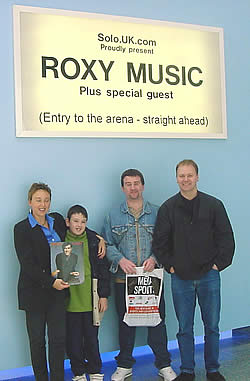 Solo.UK.com
Proudly present
ROXY MUSIC
Plus special guest
(Entry to the arena - straight ahead)